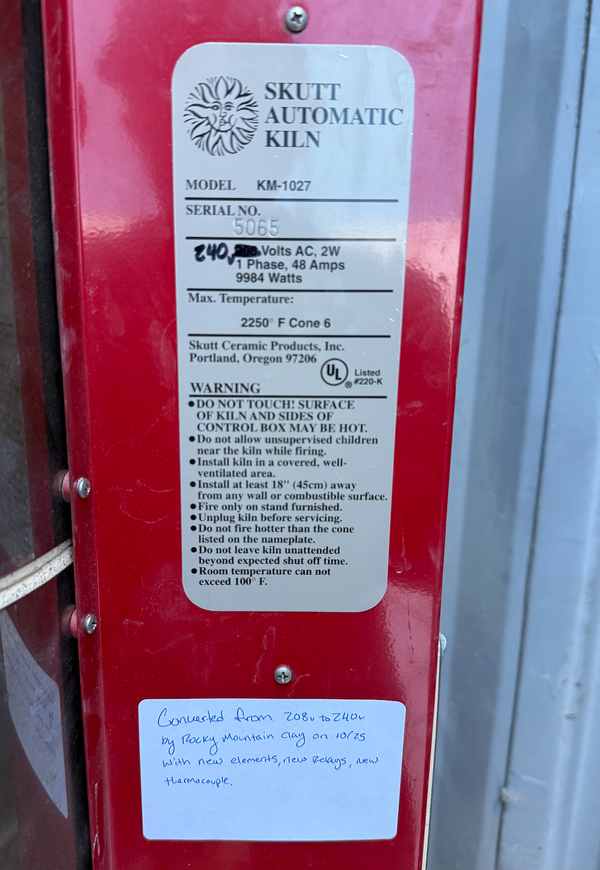 SKUTT
AUTOMATIC
KILN
MODEL KM-1027
SERIAL NO.
5065
240v Volts AC, 2W
1 Phase, 48 Amps
9984 Watts
Max. Temperature:
2250° F Cone 6
Skutt Ceramic Products, Inc.
Portland, Oregon 97206
UL ® Listed
#220-K
WARNING
•DO NOT TOUCH! SURFACE
OF KILN AND SIDES OF
CONTROL BOX MAY BE HOT.
•Do not allow unsupervised children
near the kiln while firing.
•Install kiln in a covered, well-
ventilated area.
•Install at least 18" (45cm) away
from any wall or combustible surface.
•Fire only on stand furnished.
•Unplug kiln before servicing.
•Do not fire hotter than the cone
listed on the nameplate.
•Do not leave kiln unattended
beyond expected shut off time.
•Room temperature can not
exceed 100° F.
Converted from 208v to 240v
by Rocky Mountain Clay on 10/25
with new elements, new Relays, new
thermocouple.